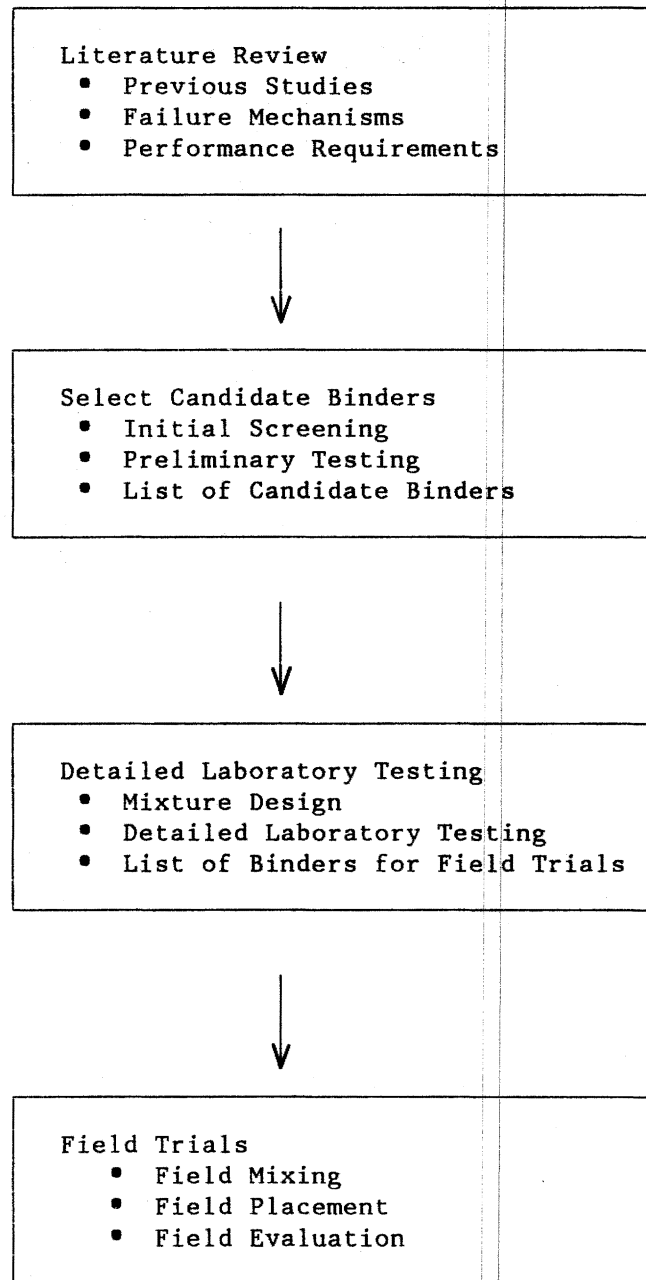 Literature Review
• Previous Studies
• Failure Mechanisms
• Performance Requirements
Select Candidate Binders
• Initial Screening
• Preliminary Testing
• List of Candidate Binders
Detailed Laboratory Testing
• Mixture Design
• Detailed Laboratory Testing
• List of Binders for Field Trials
Field Trials
• Field Mixing
• Field Placement
• Field Evaluation